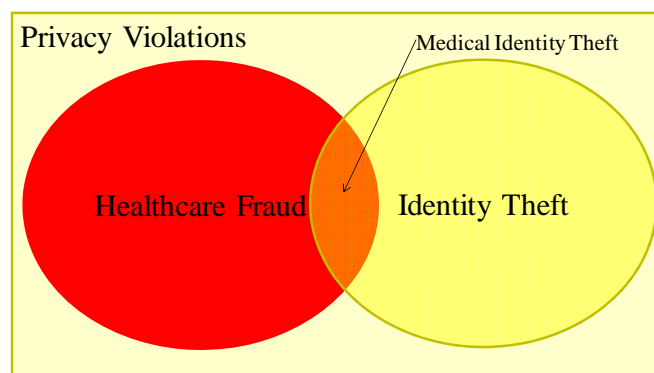 Privacy Violations
Medical Identity Theft
Healthcare Fraud
Identity Theft